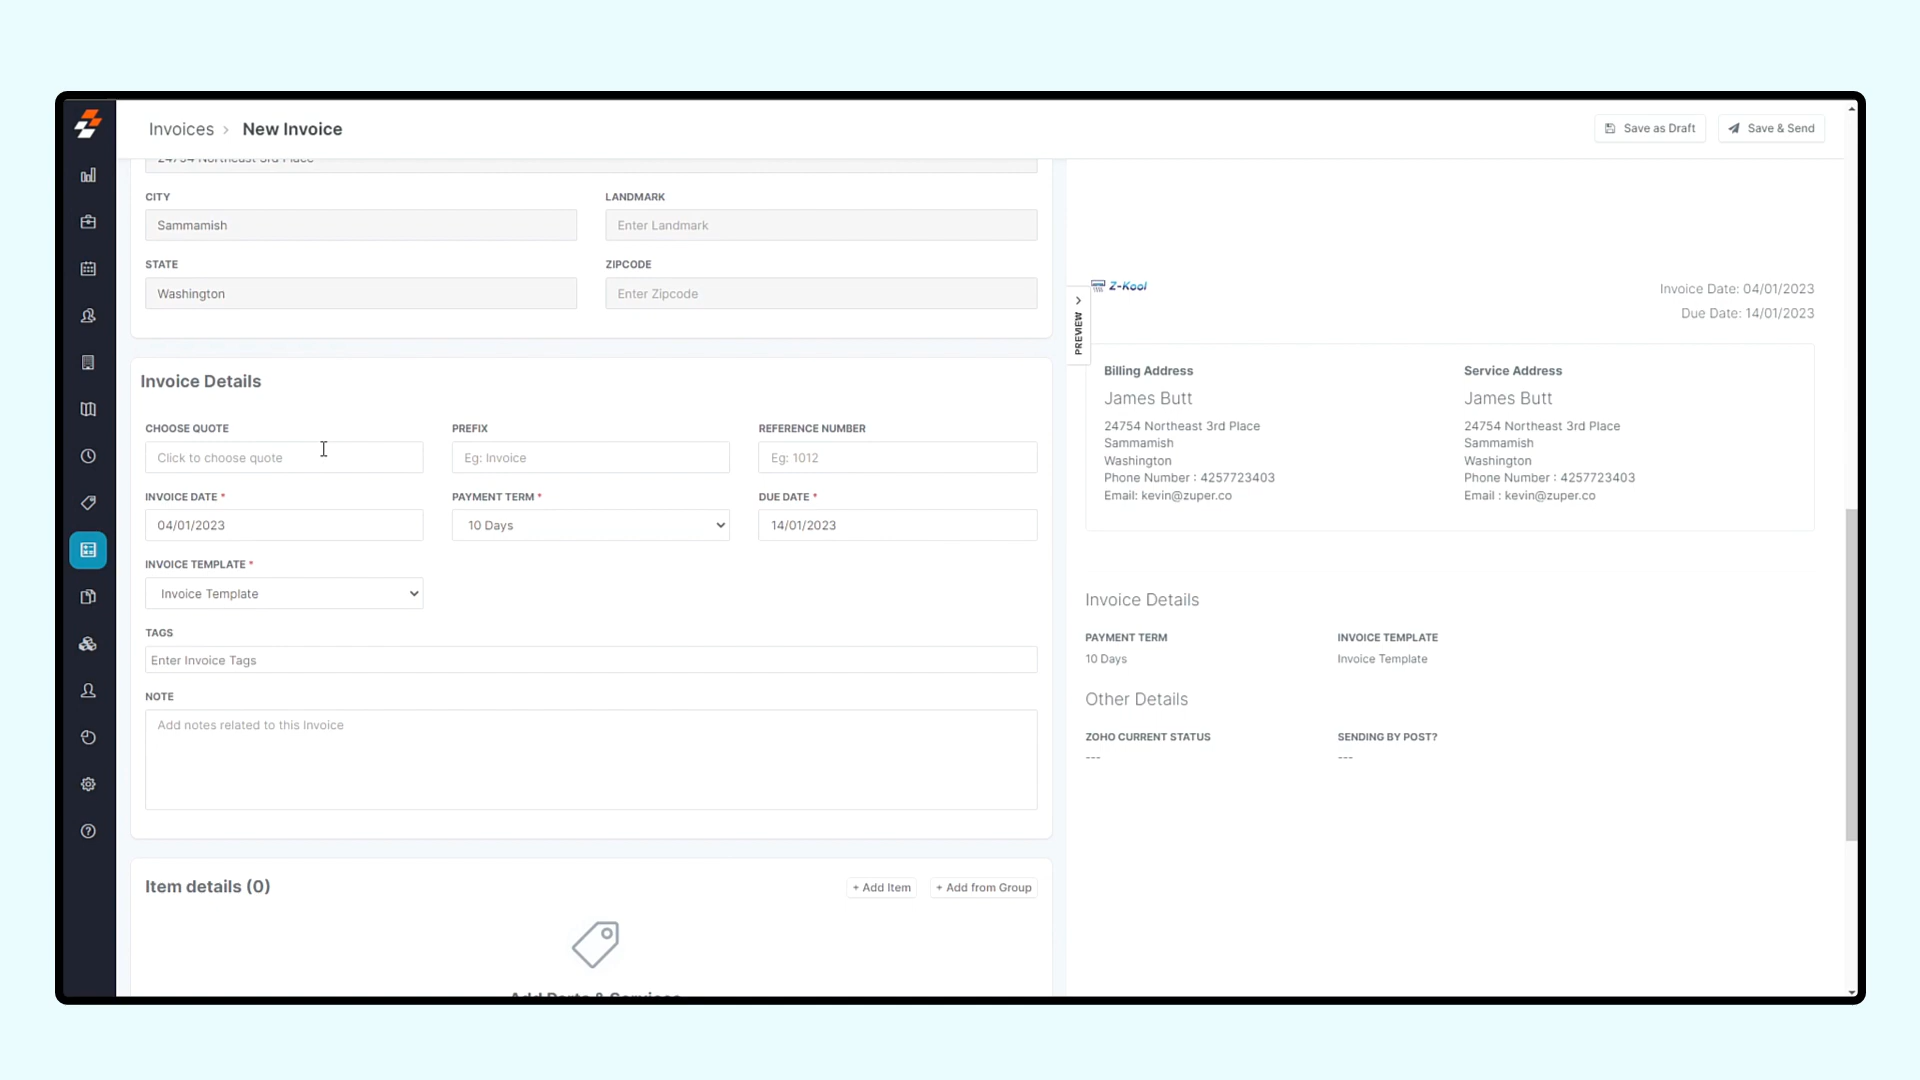 Invoices > New Invoice
Save as Draft
Save & Send
24754 Northeast 3rd Place
CITY
LANDMARK
Sammamish
Enter Landmark
STATE
ZIPCODE
Washington
Enter Zipcode
Invoice Details
CHOOSE QUOTE
PREFIX
REFERENCE NUMBER
Click to choose quote
Eg: Invoice
Eg: 1012
INVOICE DATE *
PAYMENT TERM *
DUE DATE *
04/01/2023
10 Days
14/01/2023
INVOICE TEMPLATE *
Invoice Template
TAGS
Enter Invoice Tags
NOTE
Add notes related to this Invoice
Item details (0)
+ Add Item
+ Add from Group
Add Parts & Services
PREVIEW
Z-Kool
Invoice Date: 04/01/2023
Due Date: 14/01/2023
Billing Address
James Butt
24754 Northeast 3rd Place
Sammamish
Washington
Phone Number : 4257723403
Email: kevin@zuper.co
Service Address
James Butt
24754 Northeast 3rd Place
Sammamish
Washington
Phone Number : 4257723403
Email : kevin@zuper.co
Invoice Details
PAYMENT TERM
INVOICE TEMPLATE
10 Days
Invoice Template
Other Details
ZOHO CURRENT STATUS
SENDING BY POST?
---
---